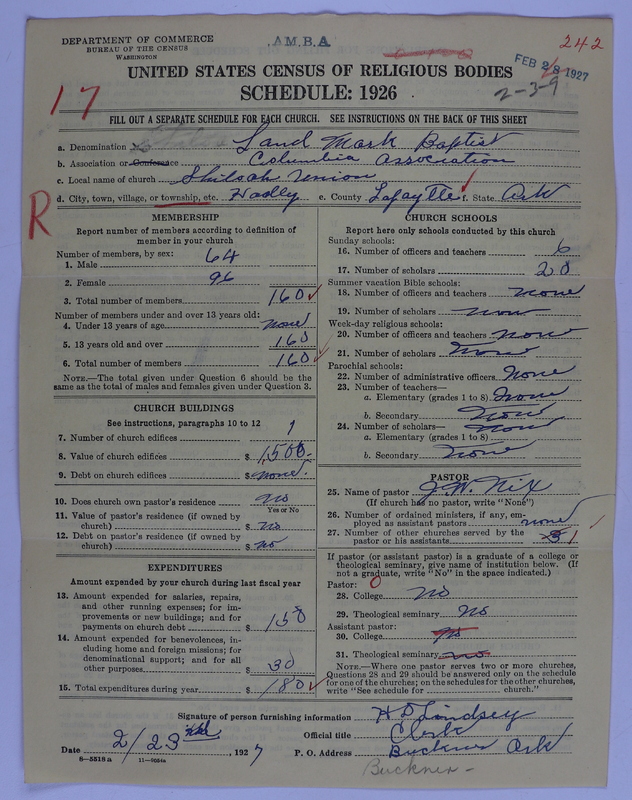 DEPARTMENT OF COMMERCE
BUREAU OF THE CENSUS
WASHINGTON
A.M.B.A.
242
FEB 28 1927
2-3-9
17
UNITED STATES CENSUS OF RELIGIOUS BODIES
SCHEDULE: 1926
FILL OUT A SEPARATE SCHEDULE FOR EACH CHURCH. SEE INSTRUCTIONS ON THE BACK OF THIS SHEET
a. Denomination Land Mark Baptist
b. Association or Conference Columbia Association
c. Local name of church Shiloah Union
d. City, town, village, or township, etc. Hadly e. County Lafayette f. State Ark
R
MEMBERSHIP
Report number of members according to definition of member in your church
Number of members, by sex:
1. Male 64
2. Female 96
3. Total number of members 160
Number of members under and over 13 years old:
4. Under 13 years of age none
5. 13 years old and over 160
6. Total number of members 160
NOTE.—The total given under Question 6 should be the same as the total of males and females given under Question 3.
CHURCH BUILDINGS
See instructions, paragraphs 10 to 12
7. Number of church edifices 1
8. Value of church edifices $ 1,500-
9. Debt on church edifices $ none.
10. Does church own pastor's residence no
Yes or No
11. Value of pastor's residence (if owned by church) $ No
12. Debt on pastor's residence (if owned by church) $ no
EXPENDITURES
Amount expended by your church during last fiscal year
13. Amount expended for salaries, repairs, and other running expenses; for improvements or new buildings; and for payments on church debt $ 150
14. Amount expended for benevolences, including home and foreign missions; for denominational support; and for all other purposes $ 30
15. Total expenditures during year $ 180
CHURCH SCHOOLS
Report here only schools conducted by this church
Sunday schools:
16. Number of officers and teachers 6
17. Number of scholars 20
Summer vacation Bible schools:
18. Number of officers and teachers none
19. Number of scholars non
Week-day religious schools:
20. Number of officers and teachers none
21. Number of scholars None
Parochial schools:
22. Number of administrative officers None
23. Number of teachers—
a. Elementary (grades 1 to 8) None
b. Secondary None
24. Number of scholars—
a. Elementary (grades 1 to 8) None
b. Secondary None
PASTOR
25. Name of pastor J. W. Nix
(If church has no pastor, write "None")
26. Number of ordained ministers, if any, employed as assistant pastors none
27. Number of other churches served by the pastor or his assistants 3 1
If pastor (or assistant pastor) is a graduate of a college or theological seminary, give name of institution below. (If not a graduate, write "No" in the space indicated.)
Pastor: 0
28. College No
29. Theological seminary No
Assistant pastor:
30. College No
31. Theological seminary no
NOTE.—Where one pastor serves two or more churches, Questions 28 and 29 should be answered only on the schedule for one of the churches; on the schedules for the other churches, write "See schedule for church."
Signature of person furnishing information H D Lindsey
Official title Clerk
Date 2/23, 1927 P. O. Address Buckner Ark
8-5518a 11-9054a
Buckner-